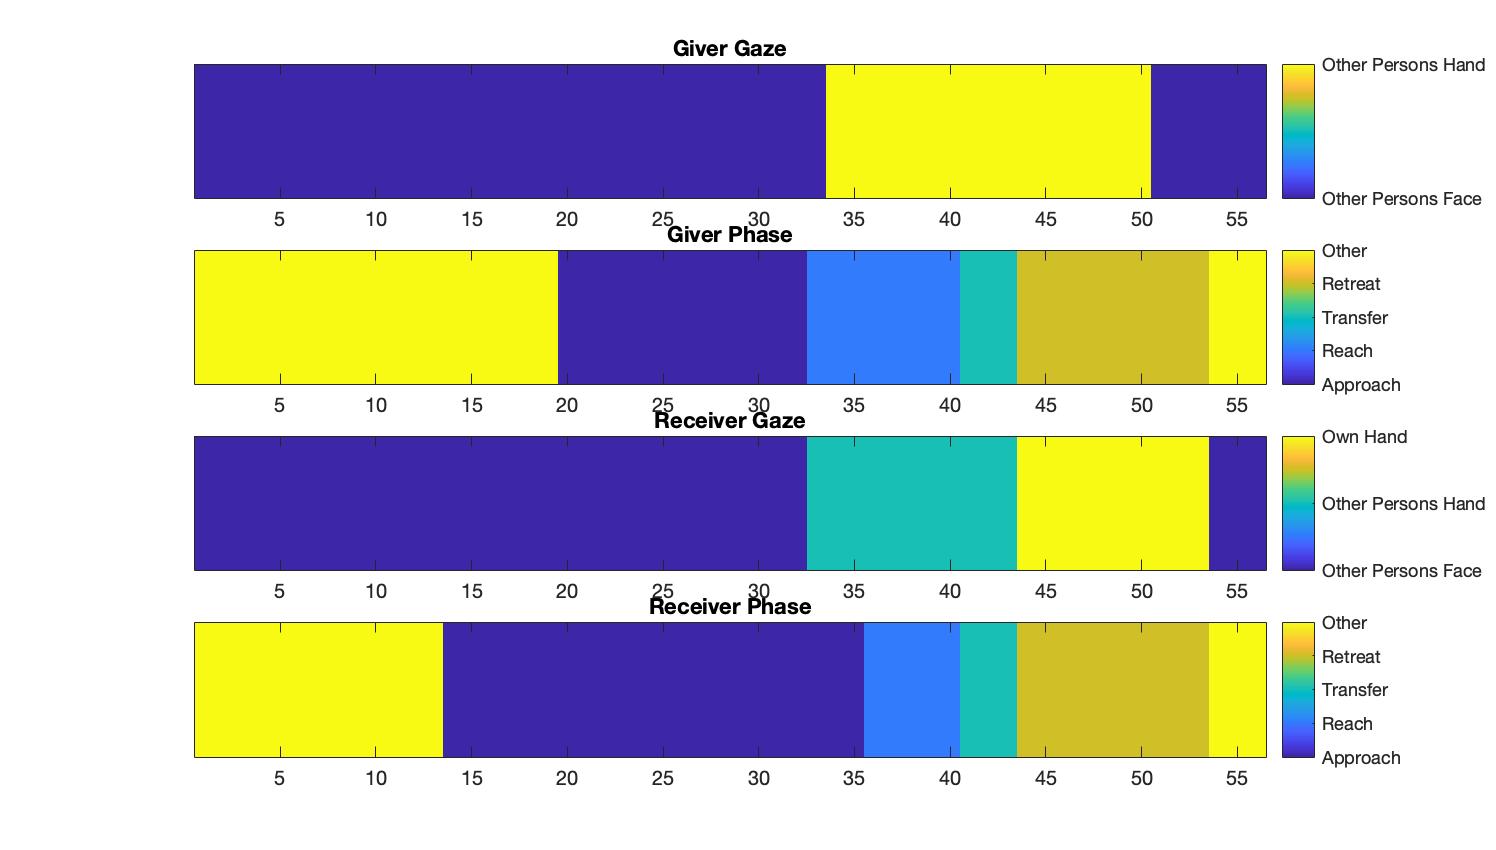 Giver Gaze
Other Persons Hand
Other Persons Face
5 10 15 20 25 30 35 40 45 50 55
Giver Phase
Other
Retreat
Transfer
Reach
Approach
5 10 15 20 25 30 35 40 45 50 55
Receiver Gaze
Own Hand
Other Persons Hand
Other Persons Face
5 10 15 20 25 30 35 40 45 50 55
Receiver Phase
Other
Retreat
Transfer
Reach
Approach
5 10 15 20 25 30 35 40 45 50 55